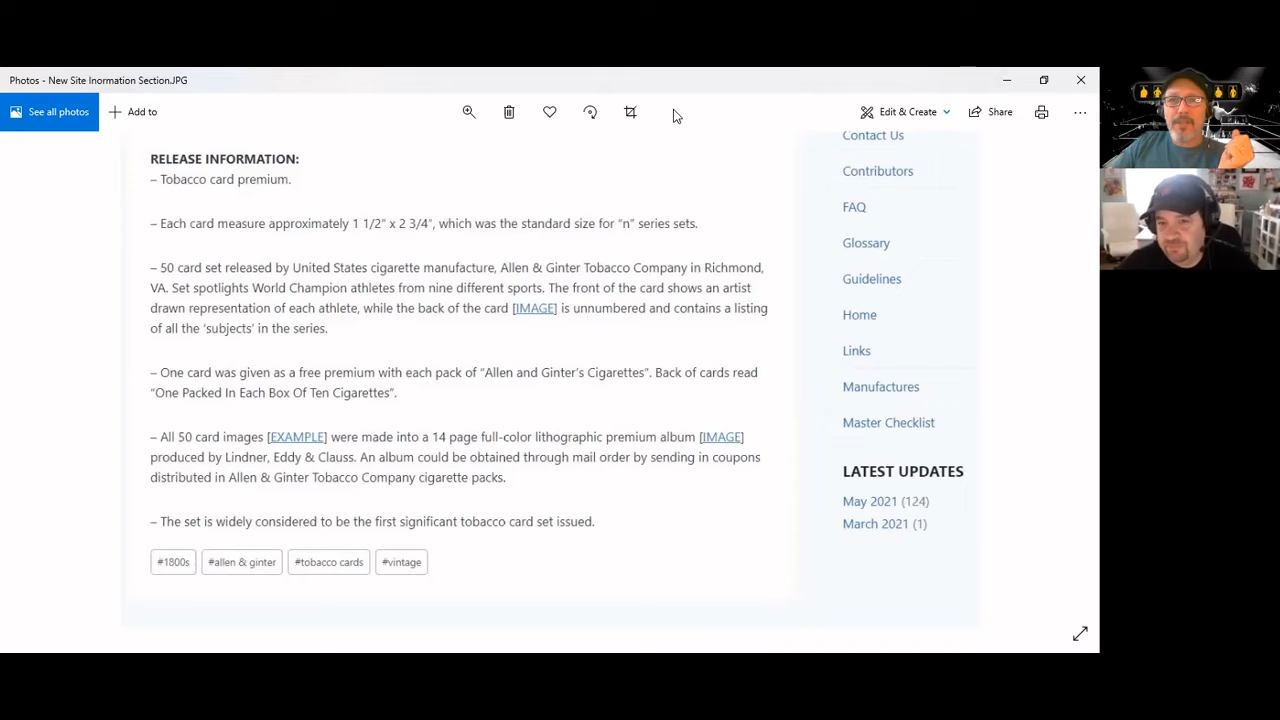 Photos - New Site Inormation Section.JPG
See all photos
Add to
Edit & Create
Share
RELEASE INFORMATION:
– Tobacco card premium.
– Each card measure approximately 1 1/2” x 2 3/4”, which was the standard size for “n” series sets.
– 50 card set released by United States cigarette manufacture, Allen & Ginter Tobacco Company in Richmond,
VA. Set spotlights World Champion athletes from nine different sports. The front of the card shows an artist
drawn representation of each athlete, while the back of the card [IMAGE] is unnumbered and contains a listing
of all the ‘subjects’ in the series.
– One card was given as a free premium with each pack of “Allen and Ginter’s Cigarettes”. Back of cards read
“One Packed In Each Box Of Ten Cigarettes”.
– All 50 card images [EXAMPLE] were made into a 14 page full-color lithographic premium album [IMAGE]
produced by Lindner, Eddy & Clauss. An album could be obtained through mail order by sending in coupons
distributed in Allen & Ginter Tobacco Company cigarette packs.
– The set is widely considered to be the first significant tobacco card set issued.
#1800s
#allen & ginter
#tobacco cards
#vintage
Contact Us
Contributors
FAQ
Glossary
Guidelines
Home
Links
Manufactures
Master Checklist
LATEST UPDATES
May 2021 (124)
March 2021 (1)